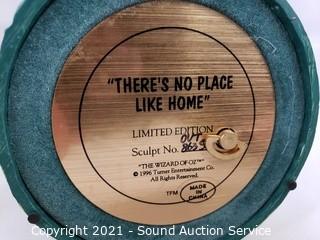 "THERE'S NO PLACE
LIKE HOME"
LIMITED EDITION
Sculpt No.
"THE WIZARD OF OZ"™
© 1996 Turner Entertainment Co.
All Rights Reserved.
TFM
MADE IN
CHINA
Copyright 2021 - Sound Auction Service